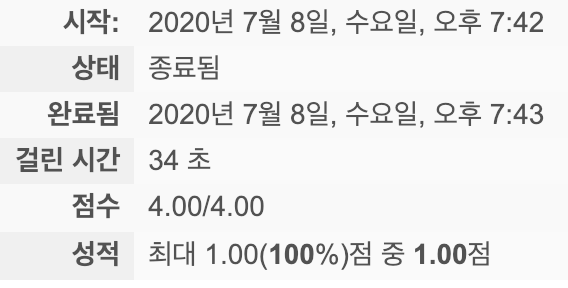 시작: 2020년 7월 8일, 수요일, 오후 7:42
상태 종료됨
완료됨 2020년 7월 8일, 수요일, 오후 7:43
걸린 시간 34 초
점수 4.00/4.00
성적 최대 1.00(100%)점 중 1.00점